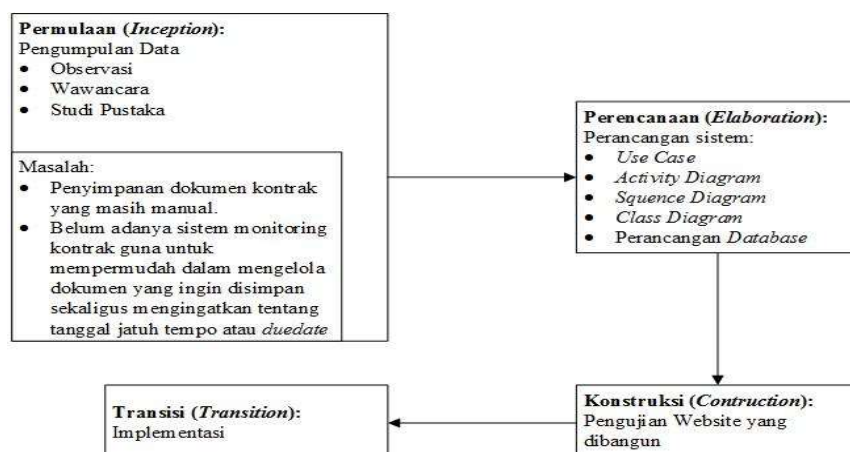 Permulaan (Inception):
Pengumpulan Data
● Observasi
● Wawancara
● Studi Pustaka
Masalah:
● Penyimpanan dokumen kontrak
yang masih manual.
● Belum adanya sistem monitoring
kontrak guna untuk
mempermudah dalam mengelola
dokumen yang ingin disimpan
sekaligus mengingatkan tentang
tanggal jatuh tempo atau duedate
Perencanaan (Elaboration):
Perancangan sistem:
● Use Case
● Activity Diagram
● Squence Diagram
● Class Diagram
● Perancangan Database
Konstruksi (Contruction):
Pengujian Website yang
dibangun
Transisi (Transition):
Implementasi